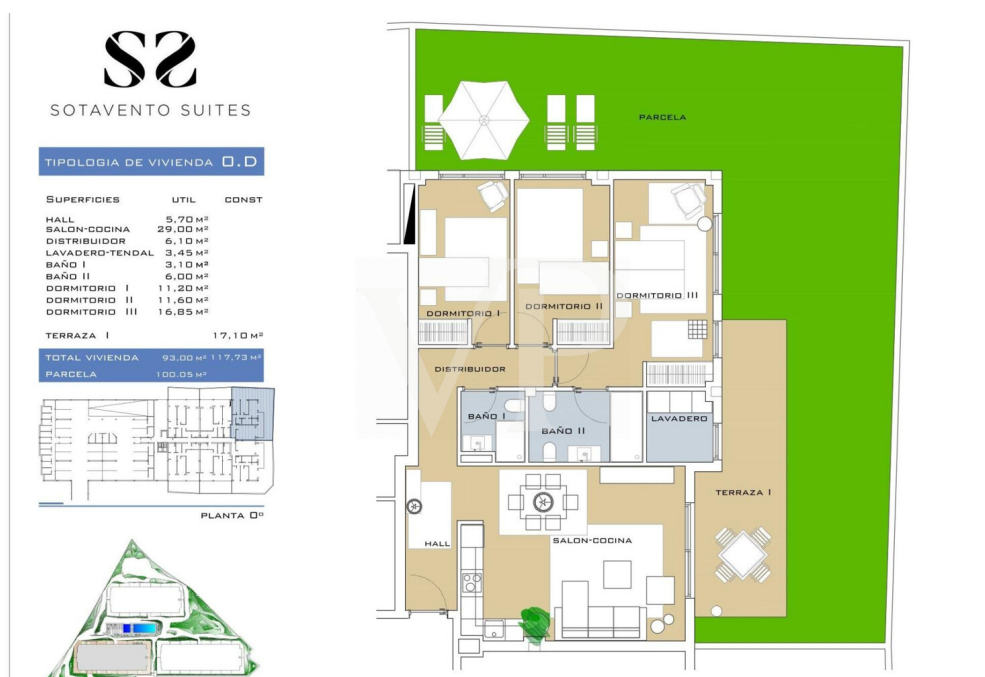 SS
SOTAVENTO SUITES
TIPOLOGIA DE VIVIENDA 0.D
SUPERFICIES UTIL CONST
HALL 5,70 M²
SALON-COCINA 29,00 M²
DISTRIBUIDOR 6,10 M²
LAVADERO-TENDAL 3,45 M²
BAÑO I 3,10 M²
BAÑO II 6,00 M²
DORMITORIO I 11,20 M²
DORMITORIO II 11,60 M²
DORMITORIO III 16,85 M²
TERRAZA I 17,10 M²
TOTAL VIVIENDA 93,00 M² 117,73 M²
PARCELA 100.05 M²
PLANTA 0º
PARCELA
DORMITORIO I
DORMITORIO II
DORMITORIO III
DISTRIBUIDOR
BAÑO I
BAÑO II
LAVADERO
TERRAZA I
HALL
SALON-COCINA
VP